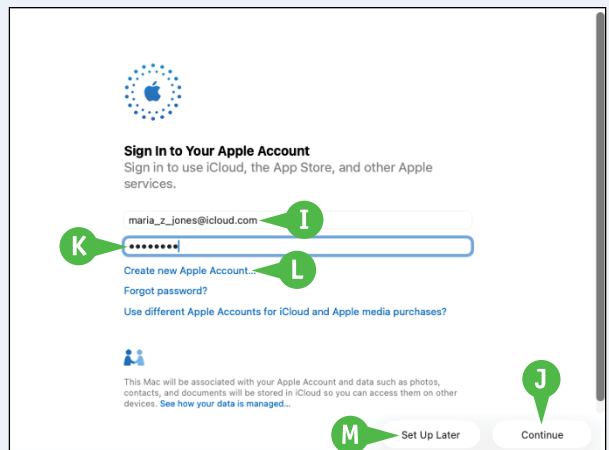 Sign In to Your Apple Account
Sign in to use iCloud, the App Store, and other Apple
services.
maria_z_jones@icloud.com
I
K
••••••••
Create new Apple Account...
L
Forgot password?
Use different Apple Accounts for iCloud and Apple media purchases?
This Mac will be associated with your Apple Account and data such as photos,
contacts, and documents will be stored in iCloud so you can access them on other
devices. See how your data is managed...
J
M
Set Up Later
Continue